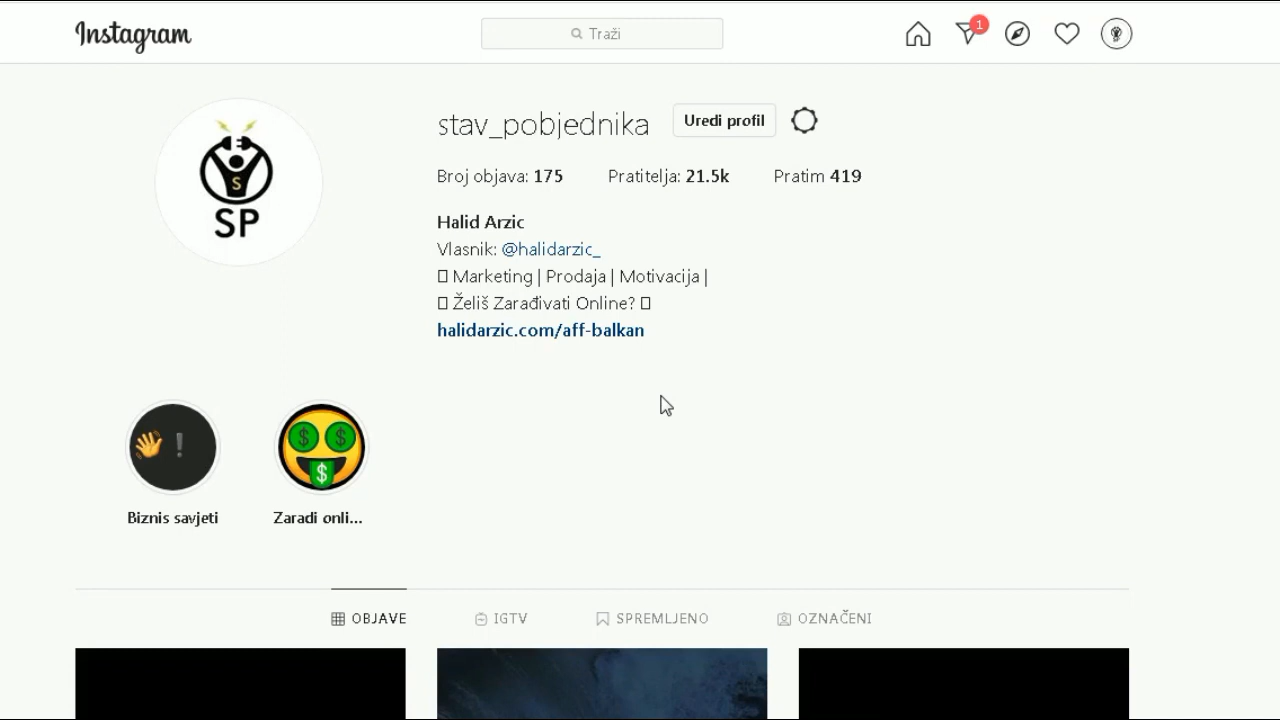 Instagram
Traži
1
stav_pobjednika
Uredi profil
Broj objava: 175
Pratitelja: 21.5k
Pratim 419
S
SP
Halid Arzic
Vlasnik: @halidarzic_
Marketing | Prodaja | Motivacija |
Želiš Zarađivati Online?
halidarzic.com/aff-balkan
Biznis savjeti
Zaradi onli...
OBJAVE
IGTV
SPREMLJENO
OZNAČENI